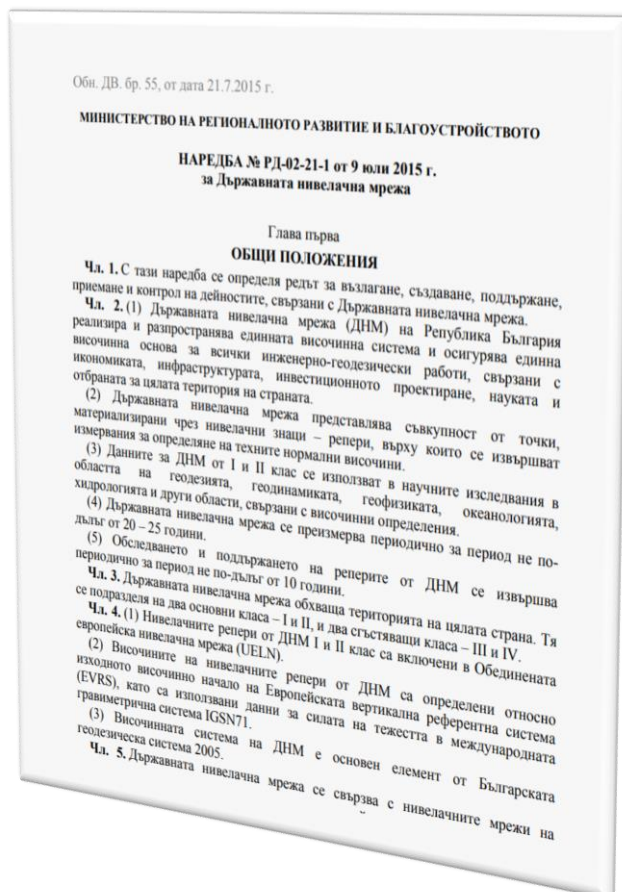 Обн. ДВ. бр. 55, от дата 21.7.2015 г.
МИНИСТЕРСТВО НА РЕГИОНАЛНОТО РАЗВИТИЕ И БЛАГОУСТРОЙСТВОТО
НАРЕДБА № РД-02-21-1 от 9 юли 2015 г.
за Държавната нивелачна мрежа
Глава първа
ОБЩИ ПОЛОЖЕНИЯ
Чл. 1. С тази наредба се определя редът за възлагане, създаване, поддържане,
приемане и контрол на дейностите, свързани с Държавната нивелачна мрежа.
Чл. 2. (1) Държавната нивелачна мрежа (ДНМ) на Република България
реализира и разпространява единната височинна система и осигурява единна
височинна основа за всички инженерно-геодезически работи, свързани с
икономиката, инфраструктурата, инвестиционното проектиране, науката и
отбраната за цялата територия на страната.
(2) Държавната нивелачна мрежа представлява съвкупност от точки,
материализирани чрез нивелачни знаци – репери, върху които се извършват
измервания за определяне на техните нормални височини.
(3) Данните за ДНМ от I и II клас се използват в научните изследвания в
областта на геодезията, геодинамиката, геофизиката, океанологията,
хидрологията и други области, свързани с височинни определения.
(4) Държавната нивелачна мрежа се преизмерва периодично за период не по-
дълъг от 20 – 25 години.
(5) Обследването и поддържането на реперите от ДНМ се извършва
периодично за период не по-дълъг от 10 години.
Чл. 3. Държавната нивелачна мрежа обхваща територията на цялата страна. Тя
се подразделя на два основни класа – I и II, и два сгъстяващи класа – III и IV.
Чл. 4. (1) Нивелачните репери от ДНМ I и II клас са включени в Обединената
европейска нивелачна мрежа (UELN).
(2) Височините на нивелачните репери от ДНМ са определени относно
изходното височинно начало на Европейската вертикална референтна система
(EVRS), като са използвани данни за силата на тежестта в международната
гравиметрична система IGSN71.
(3) Височинната система на ДНМ е основен елемент от Българската
геодезическа система 2005.
Чл. 5. Държавната нивелачна мрежа се свързва с нивелачните мрежи на